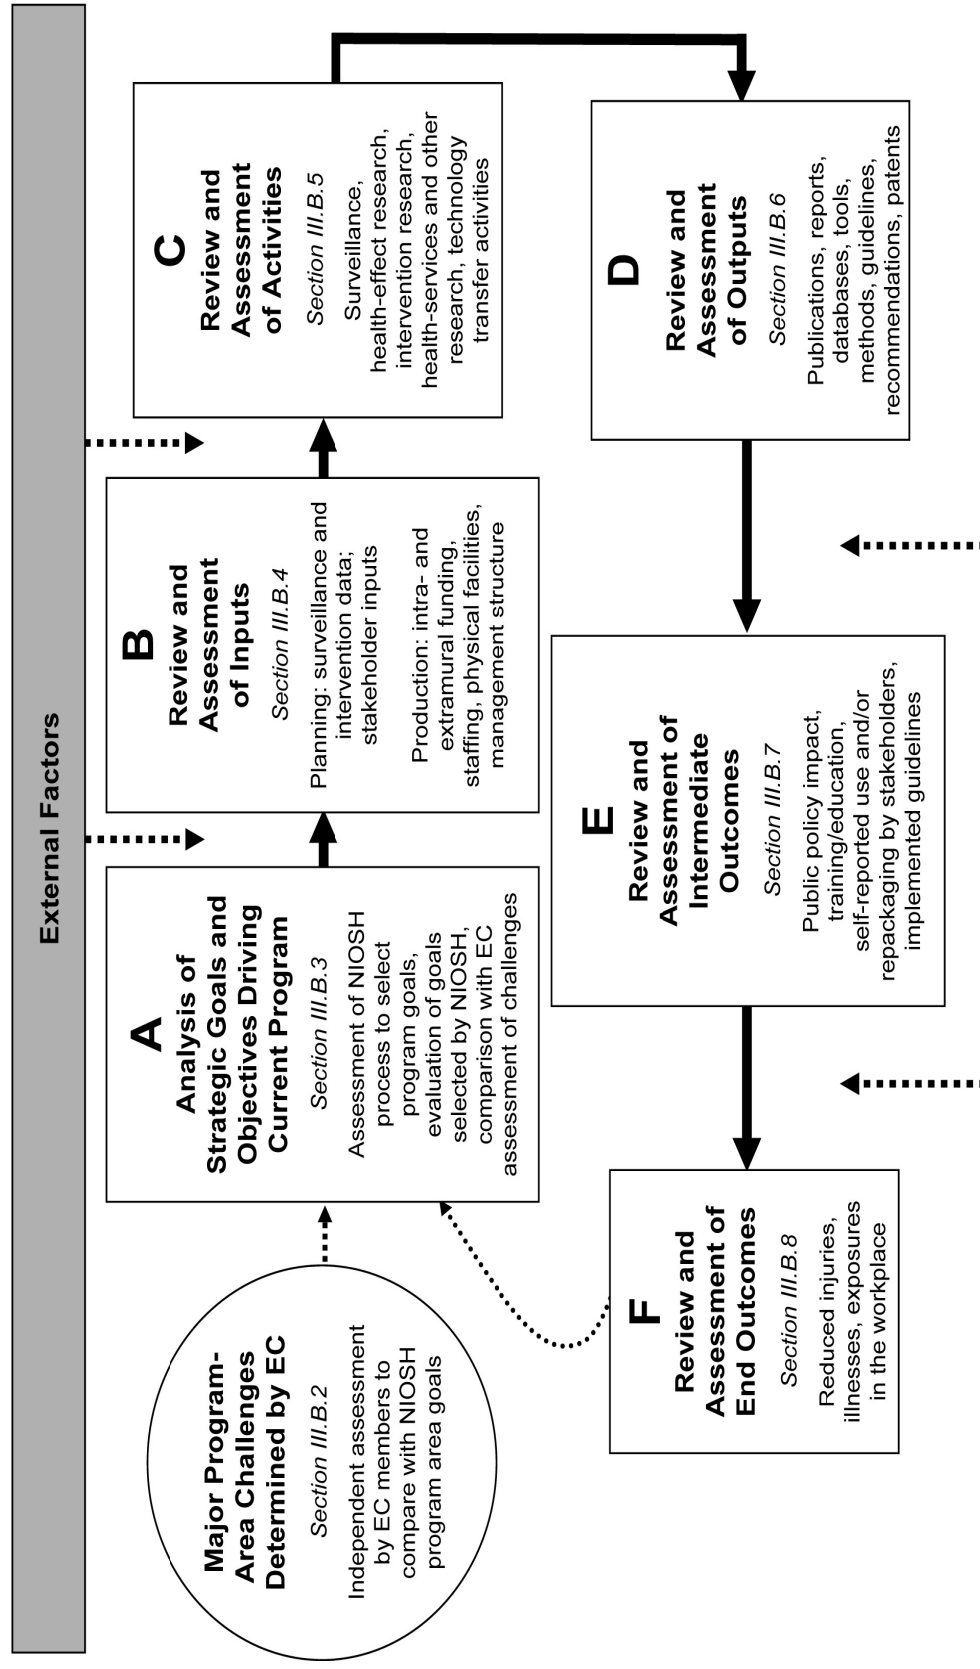 External Factors
Major Program-
Area Challenges
Determined by EC
Section III.B.2
Independent assessment
by EC members to
compare with NIOSH
program area goals
A
Analysis of
Strategic Goals and
Objectives Driving
Current Program
Section III.B.3
Assessment of NIOSH
process to select
program goals,
evaluation of goals
selected by NIOSH,
comparison with EC
assessment of challenges
B
Review and
Assessment
of Inputs
Section III.B.4
Planning: surveillance and
intervention data;
stakeholder inputs
Production: intra- and
extramural funding,
staffing, physical facilities,
management structure
C
Review and
Assessment
of Activities
Section III.B.5
Surveillance,
health-effect research,
intervention research,
health-services and other
research, technology
transfer activities
D
Review and
Assessment
of Outputs
Section III.B.6
Publications, reports,
databases, tools,
methods, guidelines,
recommendations, patents
E
Review and
Assessment of
Intermediate
Outcomes
Section III.B.7
Public policy impact,
training/education,
self-reported use and/or
repackaging by stakeholders,
implemented guidelines
F
Review and
Assessment of
End Outcomes
Section III.B.8
Reduced injuries,
illnesses, exposures
in the workplace